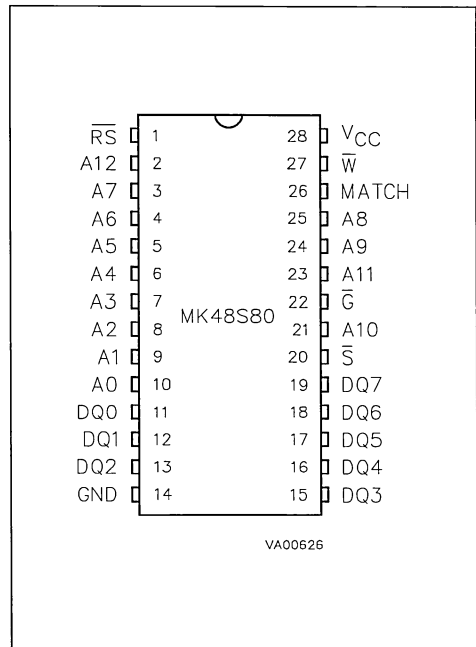 R̅S̅ 1 28 VCC
A12 2 27 W̅
A7 3 26 MATCH
A6 4 25 A8
A5 5 24 A9
A4 6 23 A11
A3 7 22 G̅
MK48S80
A2 8 21 A10
A1 9 20 S̅
A0 10 19 DQ7
DQ0 11 18 DQ6
DQ1 12 17 DQ5
DQ2 13 16 DQ4
GND 14 15 DQ3
VA00626